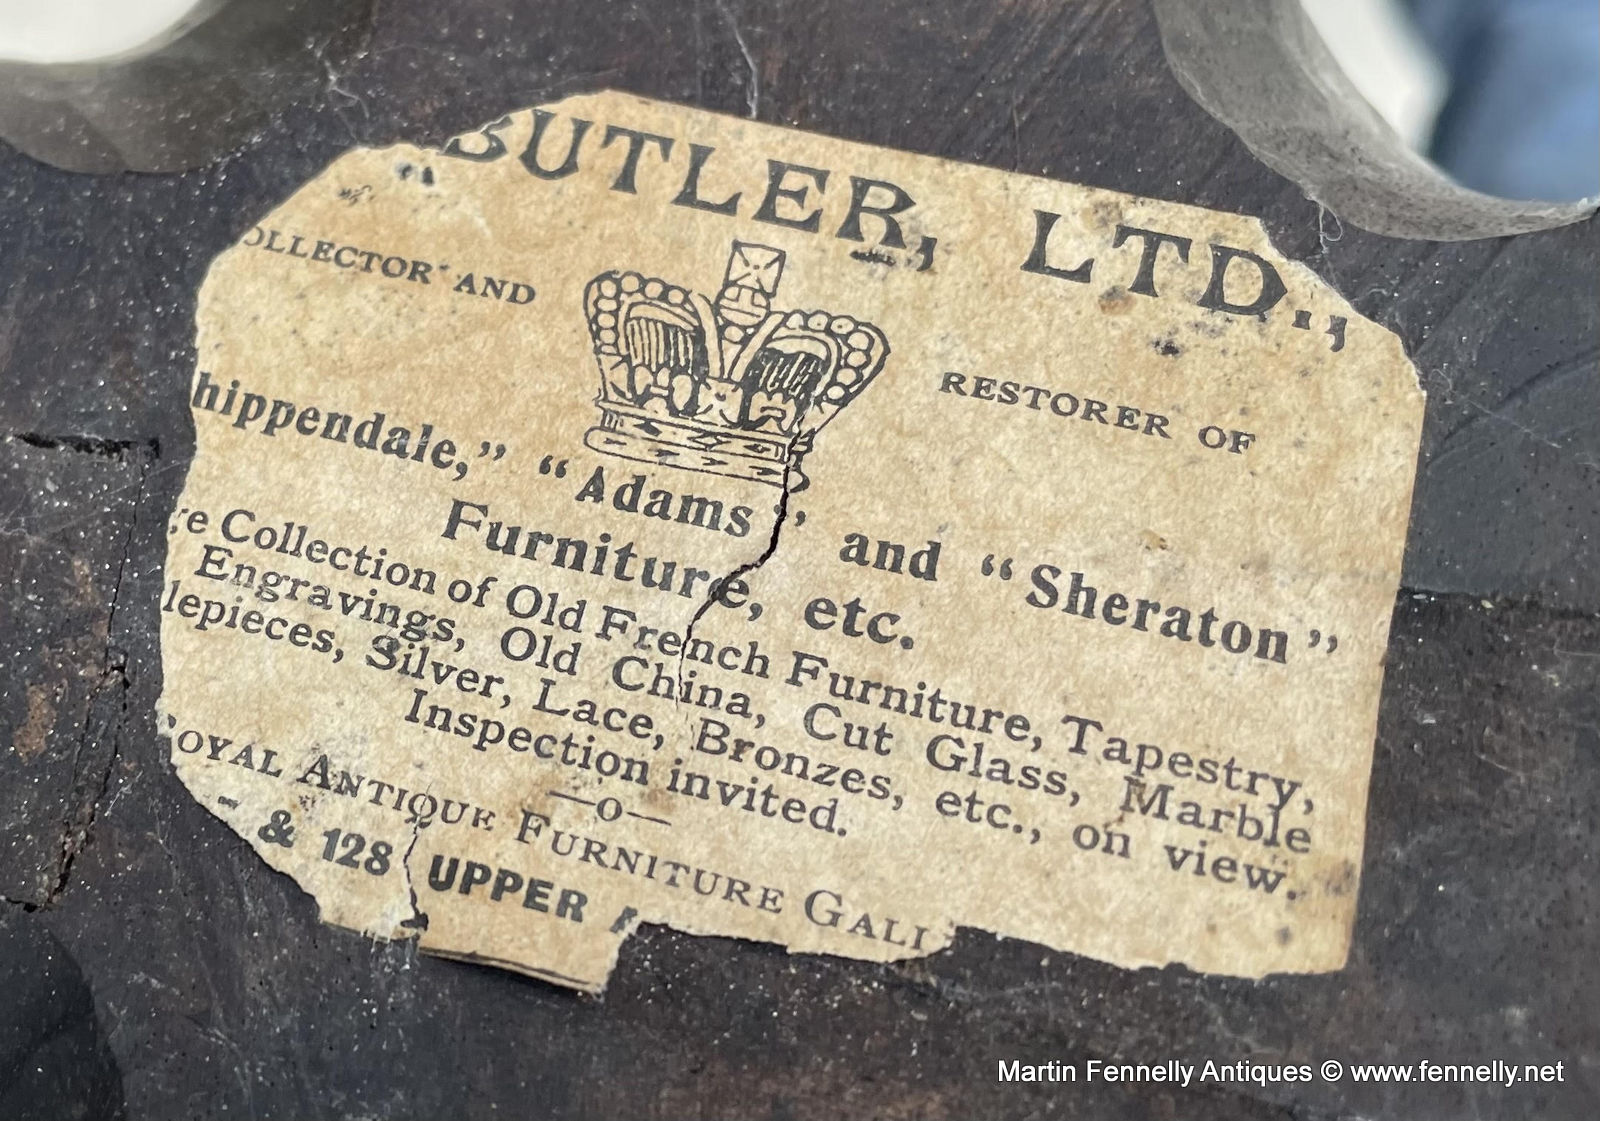 BUTLER, LTD.,
OLLECTOR AND
RESTORER OF
hippendale,” “Adams” and “Sheraton”
Furniture, etc.
re Collection of Old French Furniture, Tapestry,
Engravings, Old China, Cut Glass, Marble
lepieces, Silver, Lace, Bronzes, etc., on view.
Inspection invited.
—o—
OYAL ANTIQUE FURNITURE GALL
& 128 UPPER A
Martin Fennelly Antiques © www.fennelly.net